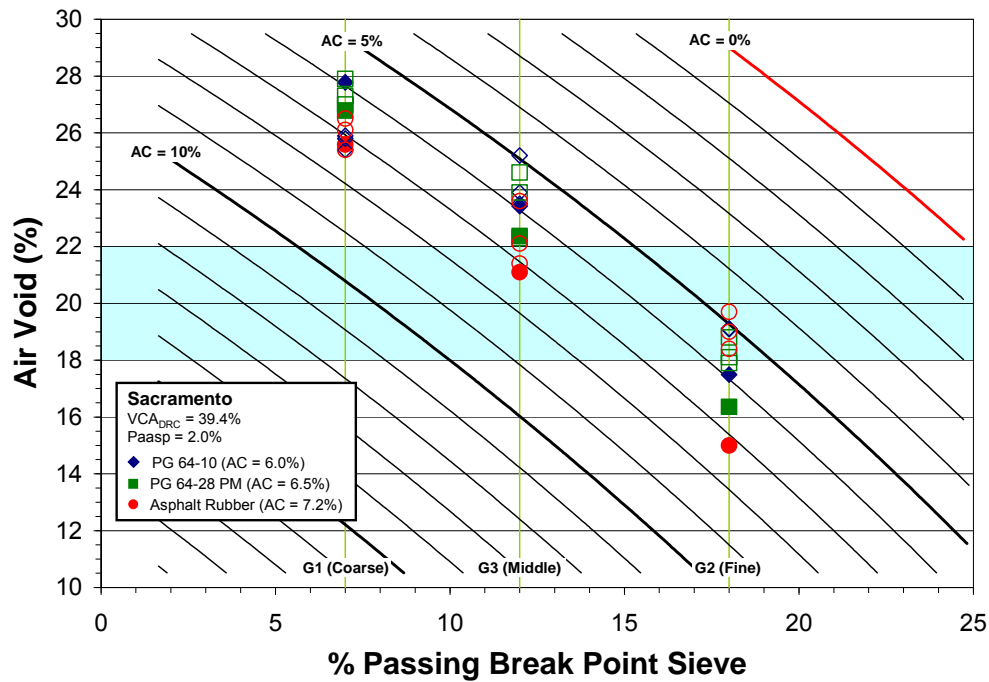 30
28
26
24
22
20
18
16
14
12
10
Air Void (%)
AC = 5%
AC = 0%
AC = 10%
Sacramento
VCADRC = 39.4%
Paasp = 2.0%
PG 64-10 (AC = 6.0%)
PG 64-28 PM (AC = 6.5%)
Asphalt Rubber (AC = 7.2%)
G1 (Coarse)
G3 (Middle)
G2 (Fine)
0
5
10
15
20
25
% Passing Break Point Sieve